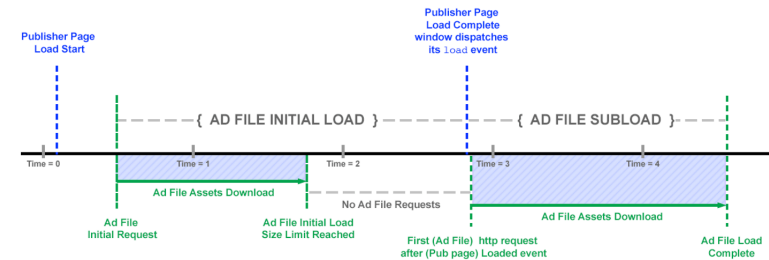 Publisher Page
Load Start
Publisher Page
Load Complete
window dispatches
its load event
{ AD FILE INITIAL LOAD }
{ AD FILE SUBLOAD }
Time = 0
Time = 1
Time = 2
Time = 3
Time = 4
Ad File Assets Download
No Ad File Requests
Ad File Assets Download
Ad File
Initial Request
Ad File Initial Load
Size Limit Reached
First (Ad File) http request
after (Pub page) Loaded event
Ad File Load
Complete